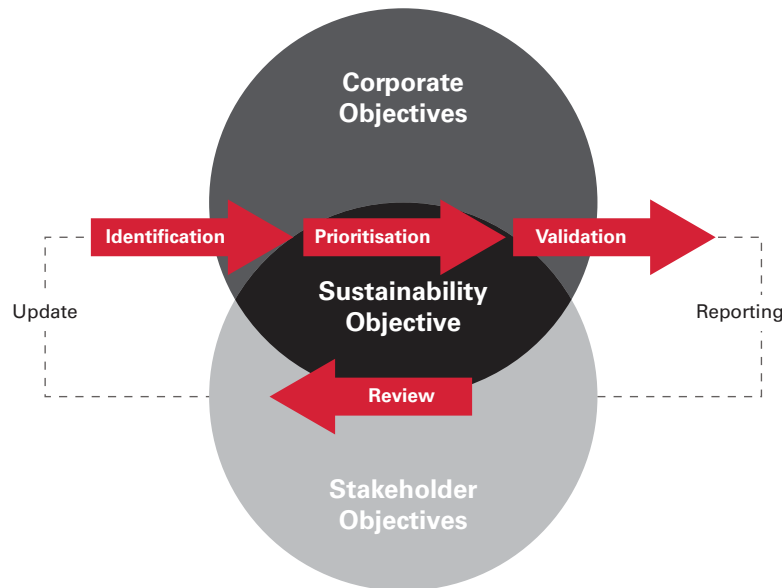 Corporate
Objectives
Identification
Prioritisation
Validation
Sustainability
Objective
Update
Reporting
Review
Stakeholder
Objectives